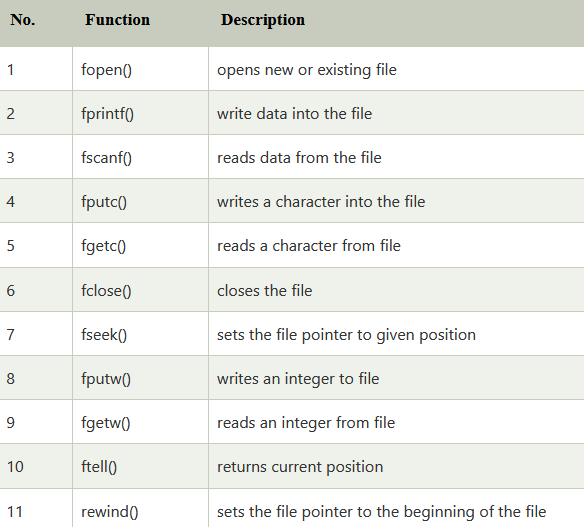 No. Function Description
1 fopen() opens new or existing file
2 fprintf() write data into the file
3 fscanf() reads data from the file
4 fputc() writes a character into the file
5 fgetc() reads a character from file
6 fclose() closes the file
7 fseek() sets the file pointer to given position
8 fputw() writes an integer to file
9 fgetw() reads an integer from file
10 ftell() returns current position
11 rewind() sets the file pointer to the beginning of the file